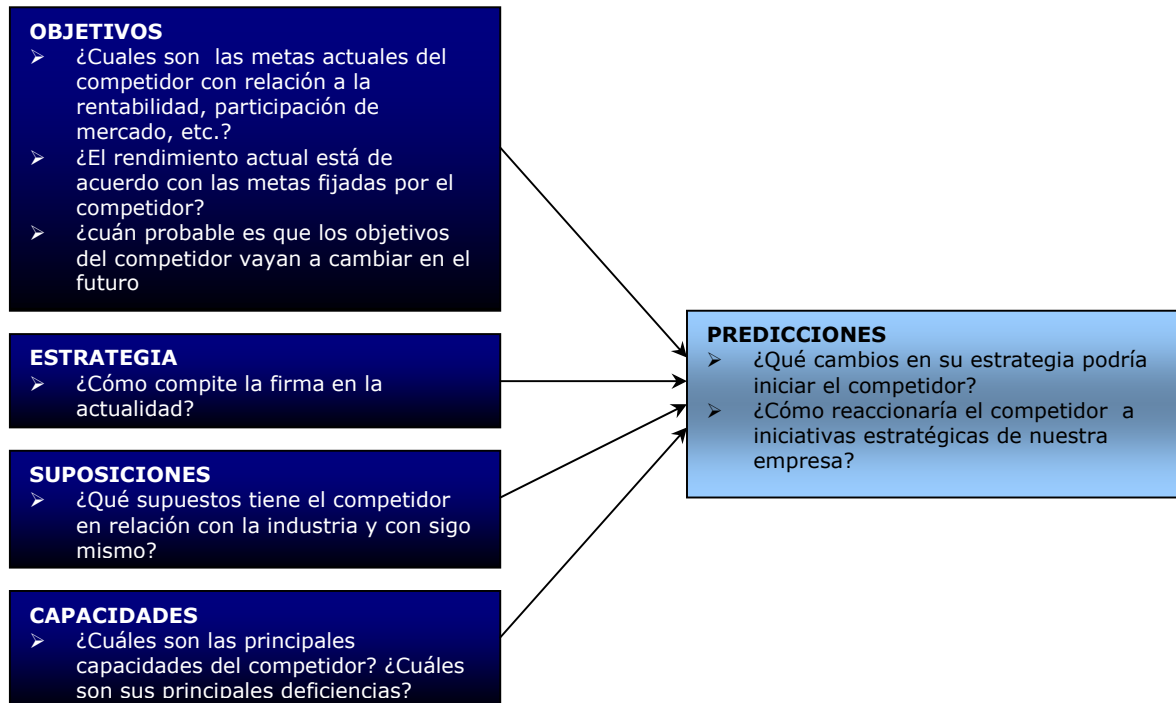 OBJETIVOS
➢ ¿Cuales son las metas actuales del
competidor con relación a la
rentabilidad, participación de
mercado, etc.?
➢ ¿El rendimiento actual está de
acuerdo con las metas fijadas por el
competidor?
➢ ¿cuán probable es que los objetivos
del competidor vayan a cambiar en el
futuro
ESTRATEGIA
➢ ¿Cómo compite la firma en la
actualidad?
SUPOSICIONES
➢ ¿Qué supuestos tiene el competidor
en relación con la industria y con sigo
mismo?
CAPACIDADES
➢ ¿Cuáles son las principales
capacidades del competidor? ¿Cuáles
son sus principales deficiencias?
PREDICCIONES
➢ ¿Qué cambios en su estrategia podría
iniciar el competidor?
➢ ¿Cómo reaccionaría el competidor a
iniciativas estratégicas de nuestra
empresa?